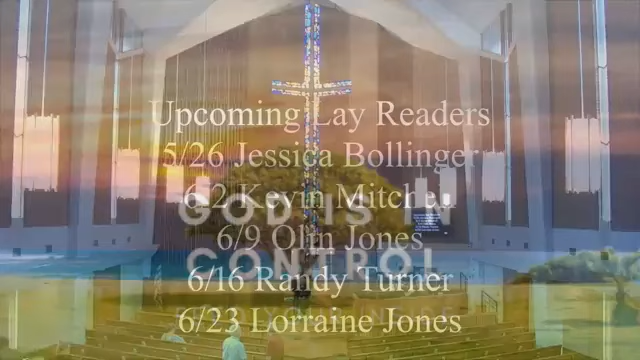 Upcoming Lay Readers
5/26 Jessica Bollinger
6/2 Kevin Mitchell
GOD IS IN
6/9 Olin Jones
CONTROL
6/16 Randy Turner
6/23 Lorraine Jones